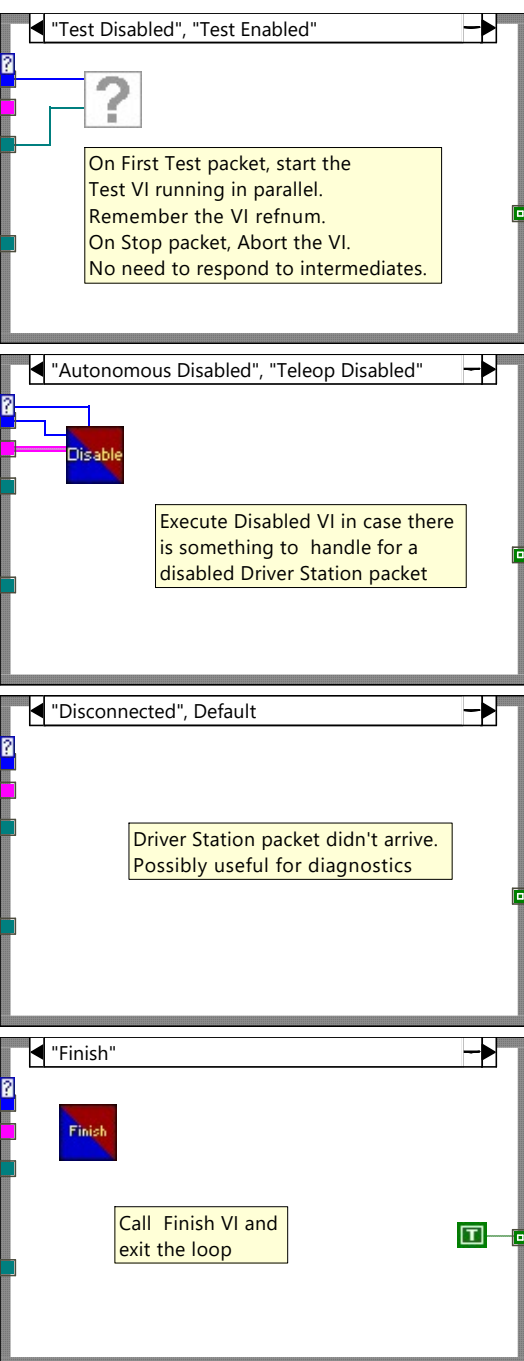 "Test Disabled", "Test Enabled"
?
?
On First Test packet, start the
Test VI running in parallel.
Remember the VI refnum.
On Stop packet, Abort the VI.
No need to respond to intermediates.
"Autonomous Disabled", "Teleop Disabled"
?
Disable
Execute Disabled VI in case there
is something to  handle for a
disabled Driver Station packet
"Disconnected", Default
?
Driver Station packet didn't arrive.
Possibly useful for diagnostics
"Finish"
?
Finish
Call  Finish VI and
exit the loop
T